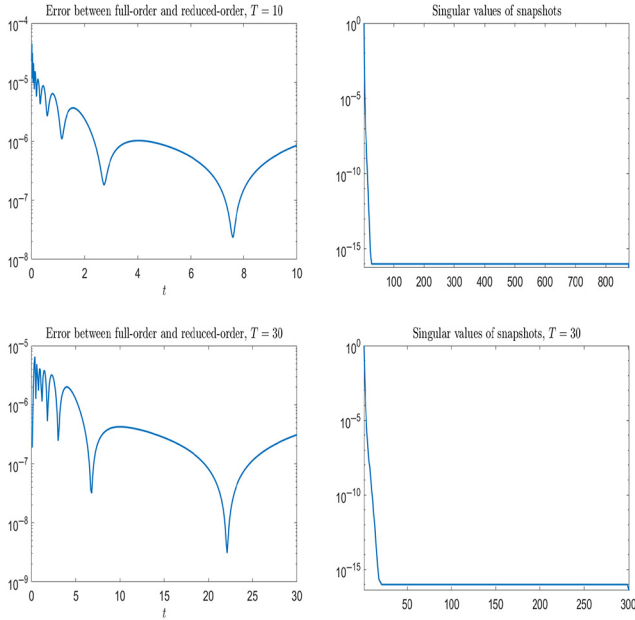 Error between full-order and reduced-order, T = 10
10^-4
10^-5
10^-6
10^-7
10^-8
0 2 4 6 8 10
t
Singular values of snapshots
10^0
10^-5
10^-10
10^-15
100 200 300 400 500 600 700 800
Error between full-order and reduced-order, T = 30
10^-5
10^-6
10^-7
10^-8
10^-9
0 5 10 15 20 25 30
t
Singular values of snapshots, T = 30
10^0
10^-5
10^-10
10^-15
50 100 150 200 250 300